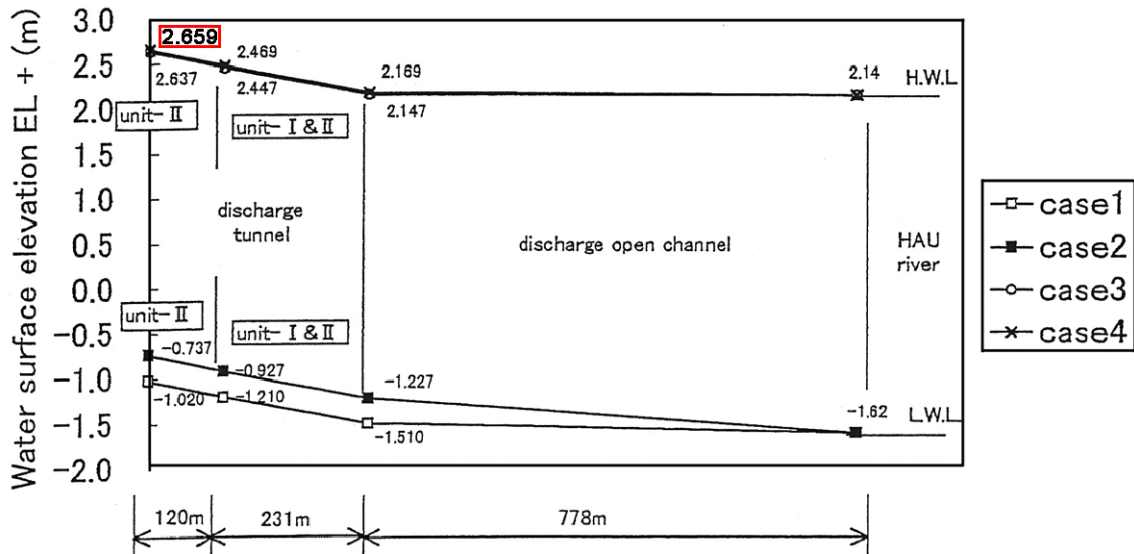 Water surface elevation EL + (m)
3.0
2.5
2.0
1.5
1.0
0.5
0.0
-0.5
-1.0
-1.5
-2.0
2.659
2.637
2.469
2.447
2.169
2.147
2.14
H.W.L
unit-Ⅱ
unit-Ⅰ&Ⅱ
discharge
tunnel
discharge open channel
HAU
river
unit-Ⅱ
unit-Ⅰ&Ⅱ
-0.737
-0.927
-1.227
-1.020
-1.210
-1.510
-1.62
L.W.L
120m
231m
778m
case1
case2
case3
case4